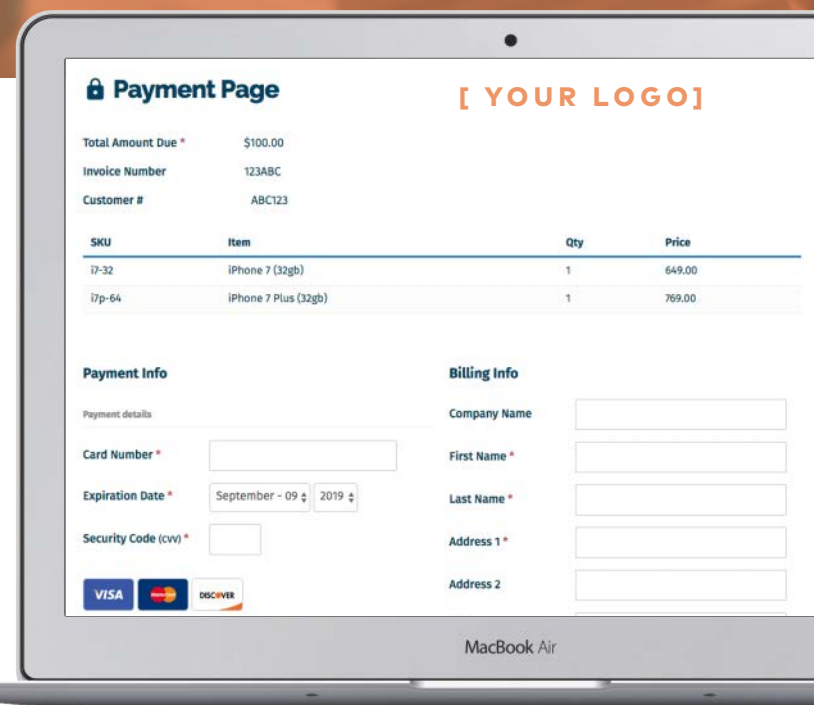 Payment Page
[ YOUR LOGO]
Total Amount Due * $100.00
Invoice Number 123ABC
Customer # ABC123
SKU Item Qty Price
i7-32 iPhone 7 (32gb) 1 649.00
i7p-64 iPhone 7 Plus (32gb) 1 769.00
Payment Info
Payment details
Card Number *
Expiration Date * September - 09 2019
Security Code (CVV) *
VISA MasterCard DISCOVER
Billing Info
Company Name
First Name *
Last Name *
Address 1 *
Address 2
MacBook Air